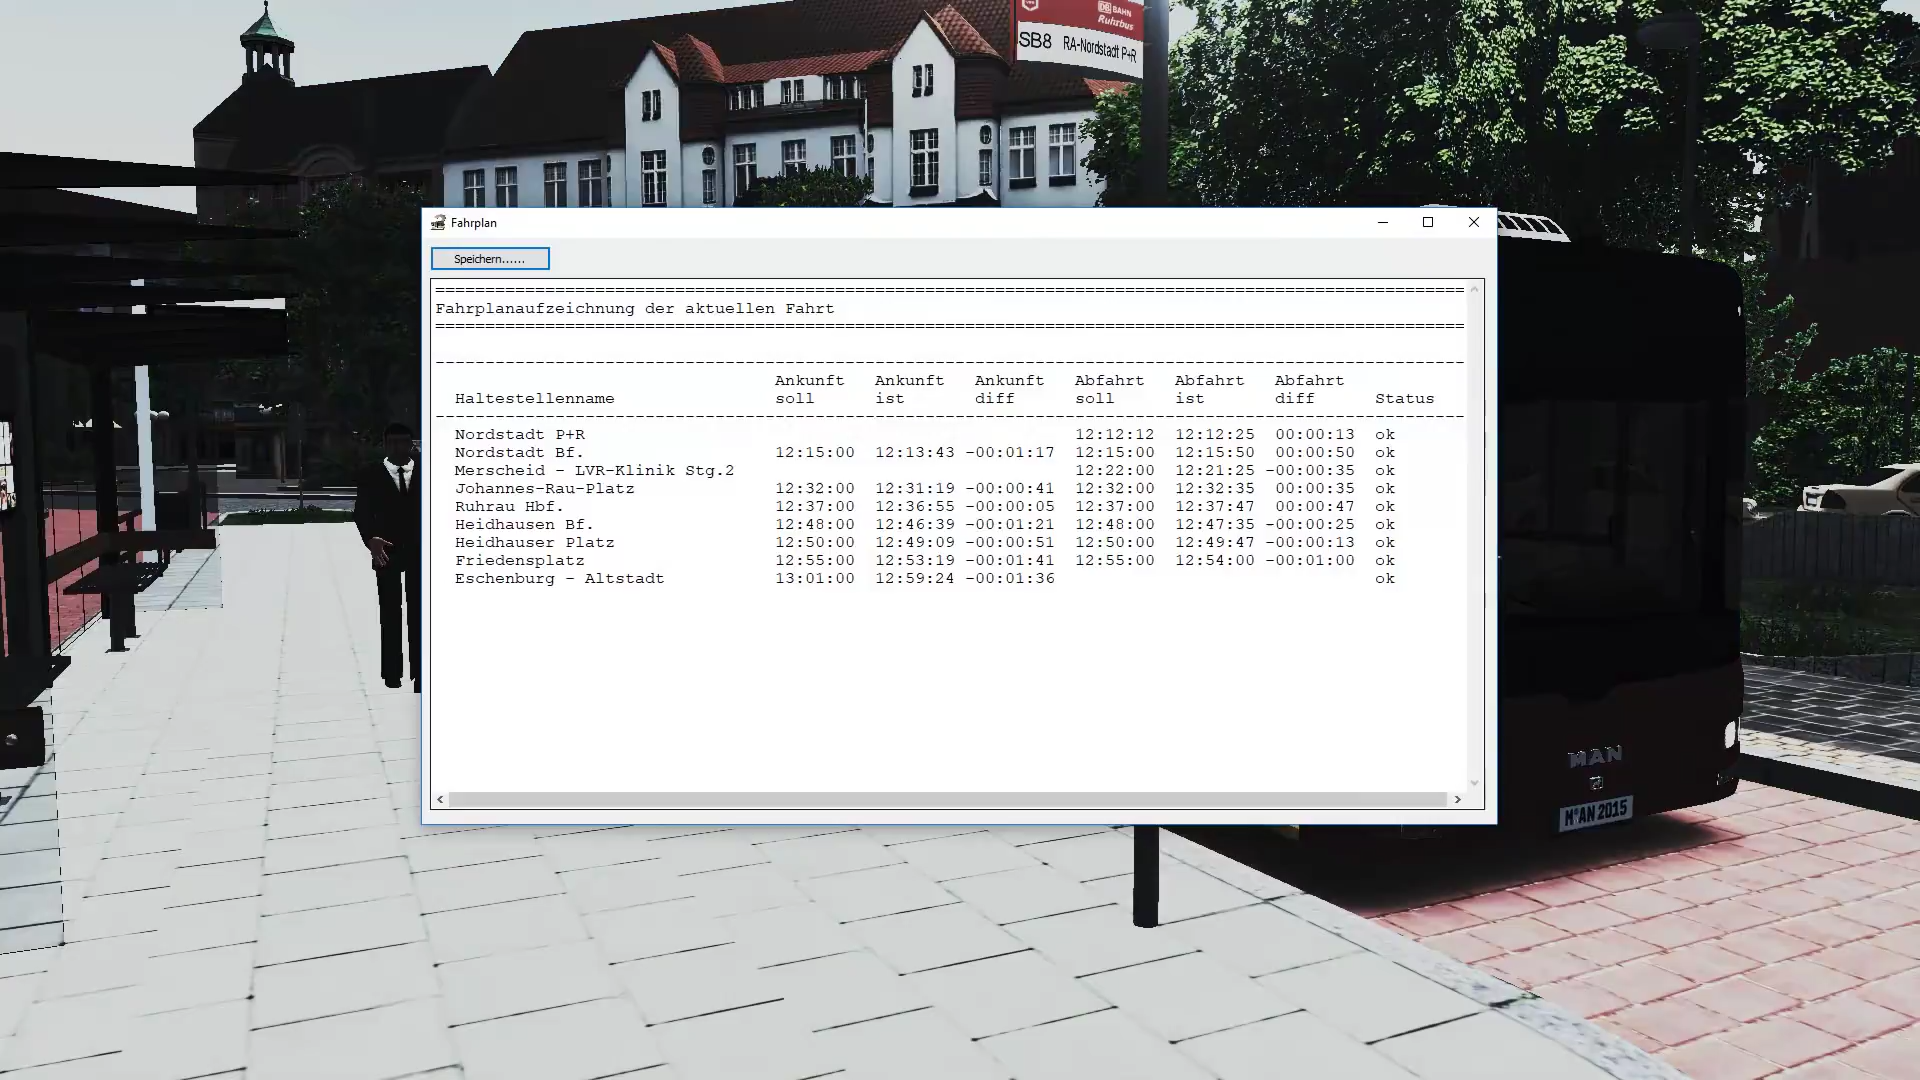 DB BAHN
Ruhrbus
SB8 RA-Nordstadt P+R
Fahrplan
Speichern......
=======================================================================================================
Fahrplanaufzeichnung der aktuellen Fahrt
=======================================================================================================
-------------------------------------------------------------------------------------------------------
Ankunft Ankunft Ankunft Abfahrt Abfahrt Abfahrt
Haltestellenname soll ist diff soll ist diff Status
-------------------------------------------------------------------------------------------------------
Nordstadt P+R 12:12:12 12:12:25 00:00:13 ok
Nordstadt Bf. 12:15:00 12:13:43 -00:01:17 12:15:00 12:15:50 00:00:50 ok
Merscheid - LVR-Klinik Stg.2 12:22:00 12:21:25 -00:00:35 ok
Johannes-Rau-Platz 12:32:00 12:31:19 -00:00:41 12:32:00 12:32:35 00:00:35 ok
Ruhrau Hbf. 12:37:00 12:36:55 -00:00:05 12:37:00 12:37:47 00:00:47 ok
Heidhausen Bf. 12:48:00 12:46:39 -00:01:21 12:48:00 12:47:35 -00:00:25 ok
Heidhauser Platz 12:50:00 12:49:09 -00:00:51 12:50:00 12:49:47 -00:00:13 ok
Friedensplatz 12:55:00 12:53:19 -00:01:41 12:55:00 12:54:00 -00:01:00 ok
Eschenburg - Altstadt 13:01:00 12:59:24 -00:01:36 ok
MAN
M AN 2015